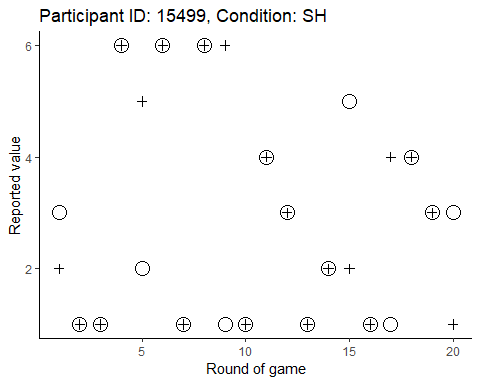 Participant ID: 15499, Condition: SH
Reported value
6
4
2
5
10
15
20
Round of game